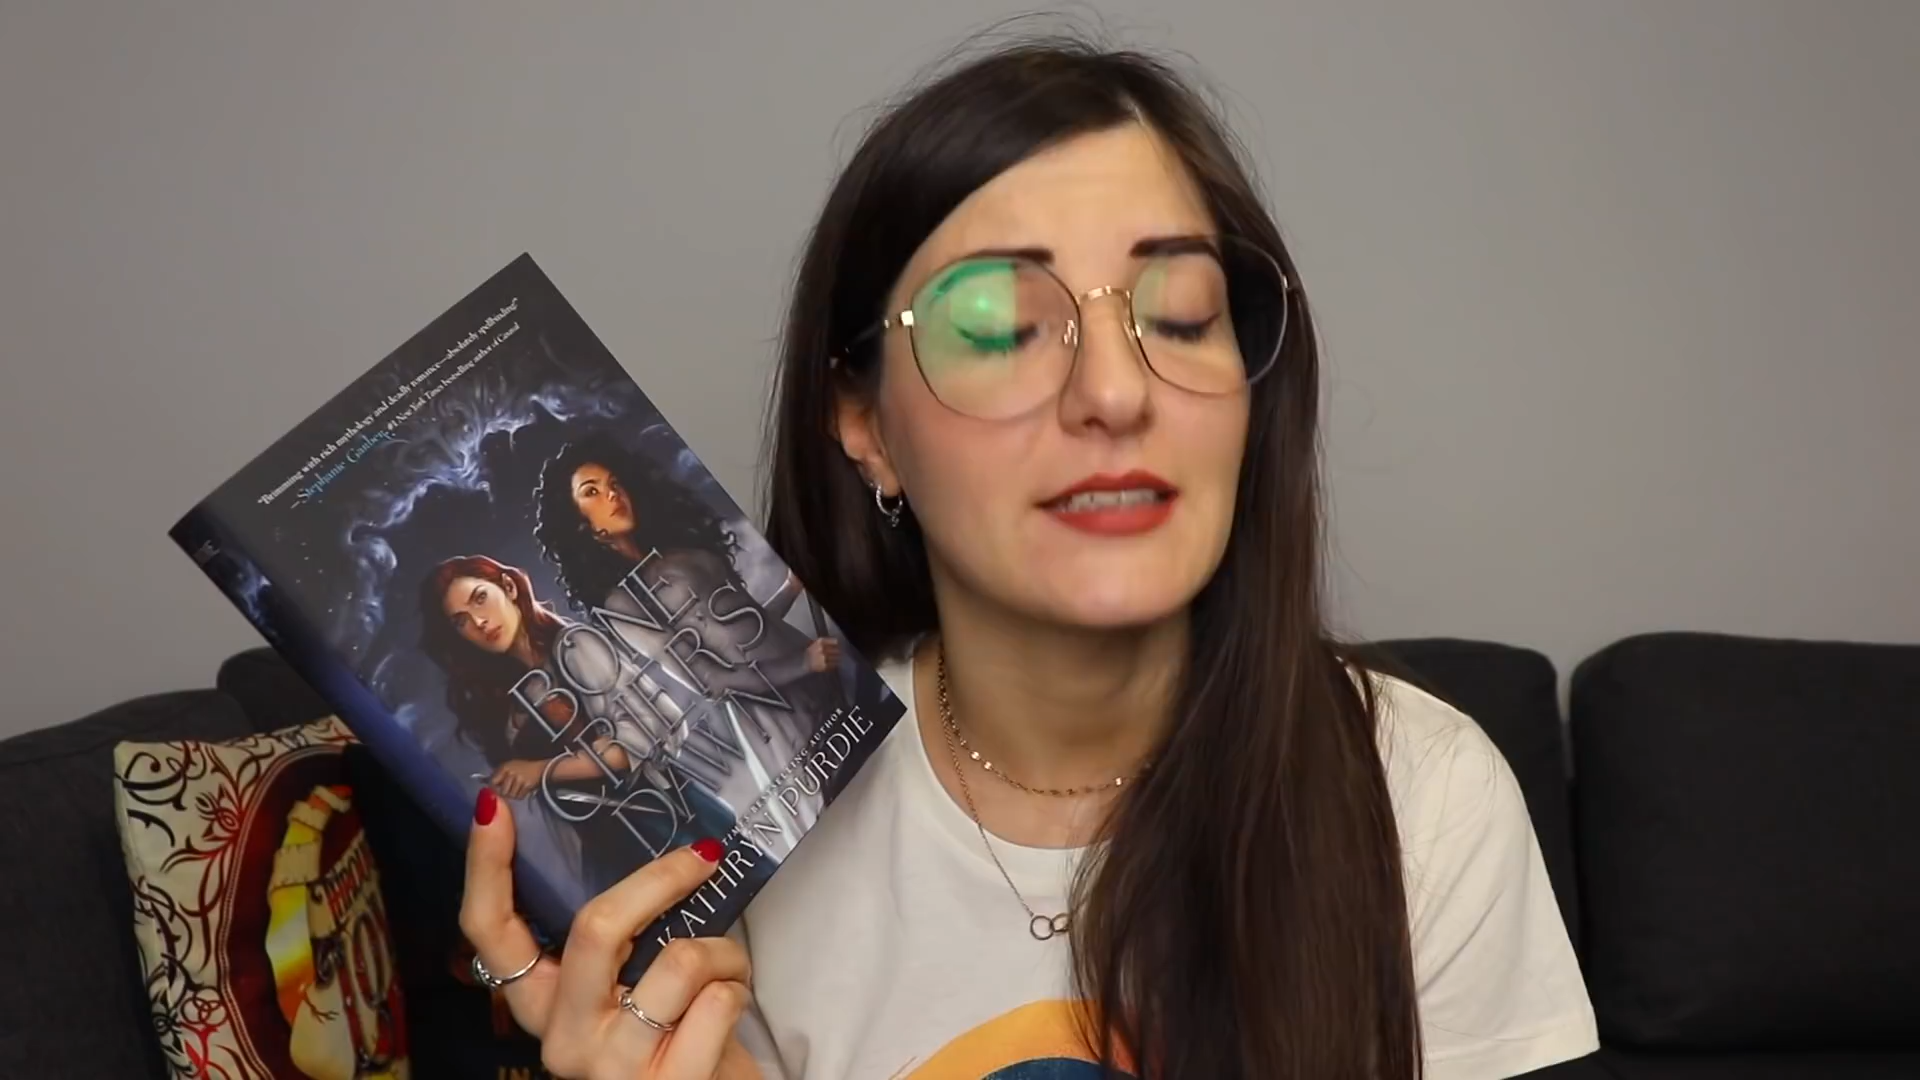 "Brimming with rich mythology and deadly romance—absolutely spellbinding!"
—Stephanie Garber, #1 New York Times bestselling author of Caraval
BONE
CRIER'S
DAWN
TIMES BESTSELLING AUTHOR
KATHRYN PURDIE
IN